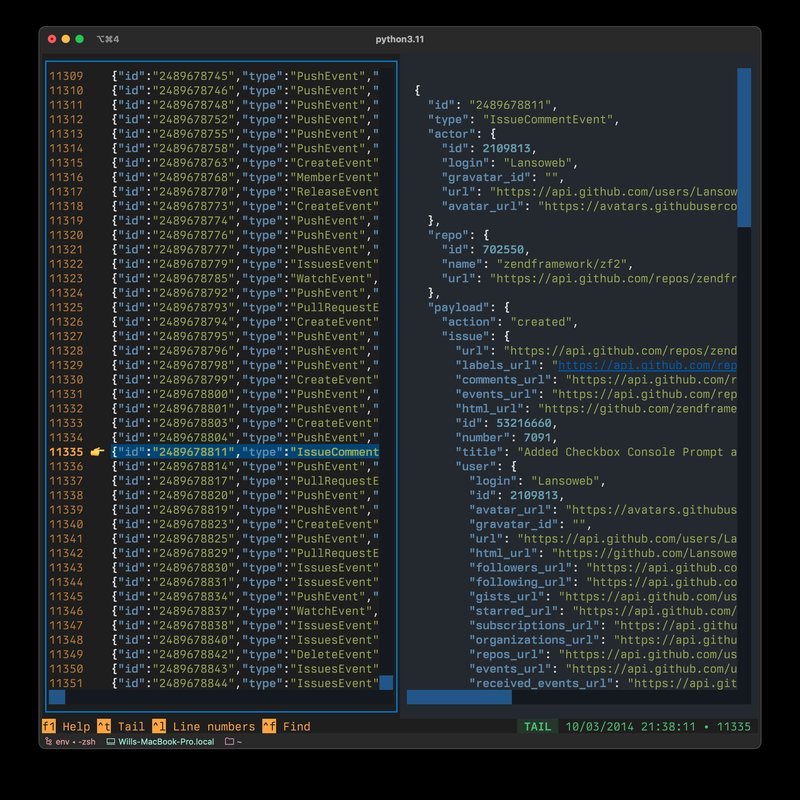 ⌥⌘4
python3.11
11309 {"id":"2489678745","type":"PushEvent","
11310 {"id":"2489678746","type":"PushEvent","
11311 {"id":"2489678748","type":"PushEvent","
11312 {"id":"2489678752","type":"PushEvent","
11313 {"id":"2489678755","type":"PushEvent","
11314 {"id":"2489678758","type":"PushEvent","
11315 {"id":"2489678763","type":"CreateEvent"
11316 {"id":"2489678768","type":"MemberEvent"
11317 {"id":"2489678770","type":"ReleaseEvent
11318 {"id":"2489678773","type":"CreateEvent"
11319 {"id":"2489678774","type":"PushEvent","
11320 {"id":"2489678776","type":"PushEvent","
11321 {"id":"2489678777","type":"PushEvent","
11322 {"id":"2489678779","type":"IssuesEvent"
11323 {"id":"2489678785","type":"WatchEvent",
11324 {"id":"2489678792","type":"PushEvent","
11325 {"id":"2489678793","type":"PullRequestE
11326 {"id":"2489678794","type":"CreateEvent"
11327 {"id":"2489678795","type":"PushEvent","
11328 {"id":"2489678796","type":"PushEvent","
11329 {"id":"2489678798","type":"PushEvent","
11330 {"id":"2489678799","type":"CreateEvent"
11331 {"id":"2489678800","type":"PushEvent","
11332 {"id":"2489678801","type":"PushEvent","
11333 {"id":"2489678803","type":"CreateEvent"
11334 {"id":"2489678804","type":"PushEvent","
11335 👉 {"id":"2489678811","type":"IssueComment
11336 {"id":"2489678814","type":"PushEvent","
11337 {"id":"2489678817","type":"PullRequestE
11338 {"id":"2489678820","type":"PushEvent","
11339 {"id":"2489678819","type":"PushEvent","
11340 {"id":"2489678823","type":"CreateEvent"
11341 {"id":"2489678825","type":"PushEvent","
11342 {"id":"2489678829","type":"PullRequestE
11343 {"id":"2489678830","type":"IssuesEvent"
11344 {"id":"2489678831","type":"IssuesEvent"
11345 {"id":"2489678834","type":"PushEvent","
11346 {"id":"2489678837","type":"WatchEvent",
11347 {"id":"2489678838","type":"IssuesEvent"
11348 {"id":"2489678840","type":"IssuesEvent"
11349 {"id":"2489678842","type":"DeleteEvent"
11350 {"id":"2489678843","type":"IssuesEvent"
11351 {"id":"2489678844","type":"IssuesEvent"
{
"id": "2489678811",
"type": "IssueCommentEvent",
"actor": {
"id": 2109813,
"login": "Lansoweb",
"gravatar_id": "",
"url": "https://api.github.com/users/Lansow
"avatar_url": "https://avatars.githubuserco
},
"repo": {
"id": 702550,
"name": "zendframework/zf2",
"url": "https://api.github.com/repos/zendfr
},
"payload": {
"action": "created",
"issue": {
"url": "https://api.github.com/repos/zend
"labels_url": "https://api.github.com/rep
"comments_url": "https://api.github.com/r
"events_url": "https://api.github.com/rep
"html_url": "https://github.com/zendframe
"id": 53216660,
"number": 7091,
"title": "Added Checkbox Console Prompt a
"user": {
"login": "Lansoweb",
"id": 2109813,
"avatar_url": "https://avatars.githubus
"gravatar_id": "",
"url": "https://api.github.com/users/La
"html_url": "https://github.com/Lansowe
"followers_url": "https://api.github.co
"following_url": "https://api.github.co
"gists_url": "https://api.github.com/us
"starred_url": "https://api.github.com/
"subscriptions_url": "https://api.githu
"organizations_url": "https://api.githu
"repos_url": "https://api.github.com/us
"events_url": "https://api.github.com/u
"received_events_url": "https://api.git
f1 Help ^t Tail ^l Line numbers ^f Find
TAIL 10/03/2014 21:38:11 • 11335
env ◂ -zsh Wills-MacBook-Pro.local ~